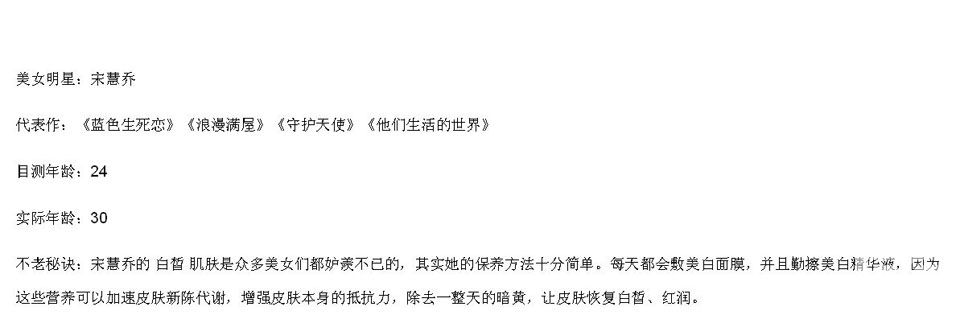 美女明星：宋慧乔
代表作：《蓝色生死恋》《浪漫满屋》《守护天使》《他们生活的世界》
目测年龄：24
实际年龄：30
不老秘诀：宋慧乔的 白皙 肌肤是众多美女们都妒羡不已的，其实她的保养方法十分简单。每天都会敷美白面膜，并且勤擦美白精华液，因为
这些营养可以加速皮肤新陈代谢，增强皮肤本身的抵抗力，除去一整天的暗黄，让皮肤恢复白皙、红润。